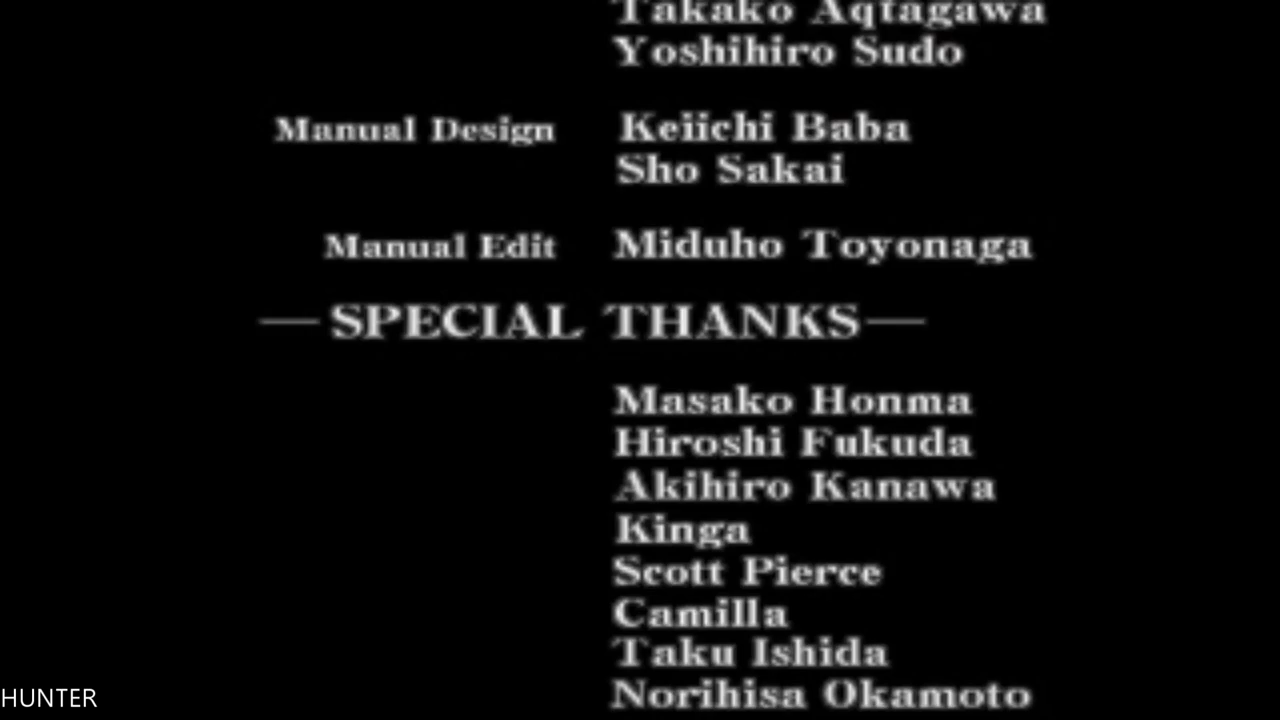 Takako Aqtagawa
Yoshihiro Sudo
Manual Design Keiichi Baba
Sho Sakai
Manual Edit Miduho Toyonaga
—SPECIAL THANKS—
Masako Honma
Hiroshi Fukuda
Akihiro Kanawa
Kinga
Scott Pierce
Camilla
Taku Ishida
Norihisa Okamoto
HUNTER